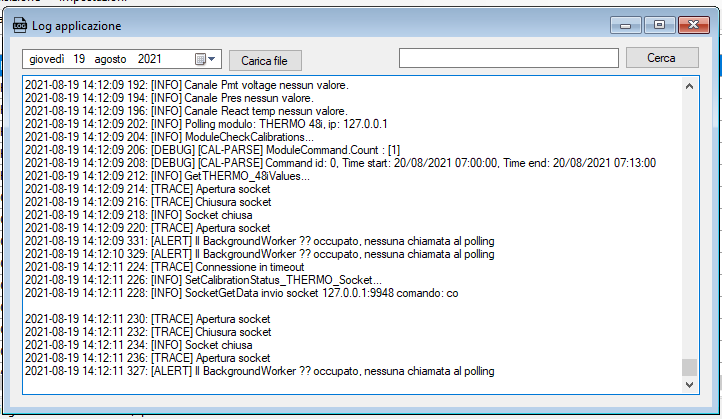 Log applicazione
giovedì 19 agosto 2021
Carica file
Cerca
2021-08-19 14:12:09 192: [INFO] Canale Pmt voltage nessun valore.
2021-08-19 14:12:09 194: [INFO] Canale Pres nessun valore.
2021-08-19 14:12:09 196: [INFO] Canale React temp nessun valore.
2021-08-19 14:12:09 202: [INFO] Polling modulo: THERMO 48i, ip: 127.0.0.1
2021-08-19 14:12:09 204: [INFO] ModuleCheckCalibrations...
2021-08-19 14:12:09 206: [DEBUG] [CAL-PARSE] ModuleCommand.Count : [1]
2021-08-19 14:12:09 208: [DEBUG] [CAL-PARSE] Command id: 0, Time start: 20/08/2021 07:00:00, Time end: 20/08/2021 07:13:00
2021-08-19 14:12:09 212: [INFO] GetTHERMO_48iValues...
2021-08-19 14:12:09 214: [TRACE] Apertura socket
2021-08-19 14:12:09 216: [TRACE] Chiusura socket
2021-08-19 14:12:09 218: [INFO] Socket chiusa
2021-08-19 14:12:09 220: [TRACE] Apertura socket
2021-08-19 14:12:09 331: [ALERT] Il BackgroundWorker ?? occupato, nessuna chiamata al polling
2021-08-19 14:12:10 329: [ALERT] Il BackgroundWorker ?? occupato, nessuna chiamata al polling
2021-08-19 14:12:11 224: [TRACE] Connessione in timeout
2021-08-19 14:12:11 226: [INFO] SetCalibrationStatus_THERMO_Socket...
2021-08-19 14:12:11 228: [INFO] SocketGetData invio socket 127.0.0.1:9948 comando: co
2021-08-19 14:12:11 230: [TRACE] Apertura socket
2021-08-19 14:12:11 232: [TRACE] Chiusura socket
2021-08-19 14:12:11 234: [INFO] Socket chiusa
2021-08-19 14:12:11 236: [TRACE] Apertura socket
2021-08-19 14:12:11 327: [ALERT] Il BackgroundWorker ?? occupato, nessuna chiamata al polling